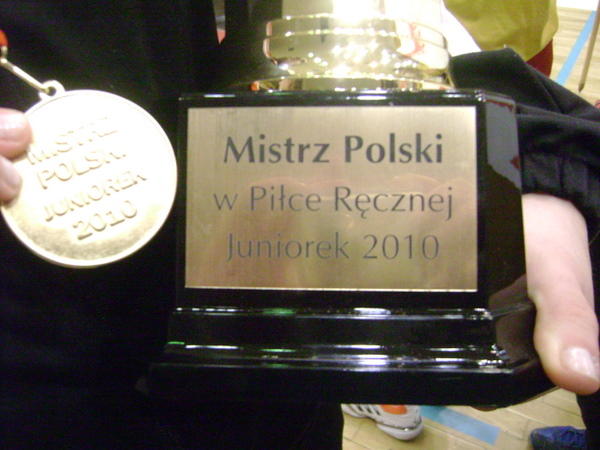 MISTRZ
POLSKI
JUNIOREK
2010
Mistrz Polski
w Piłce Ręcznej
Juniorek 2010